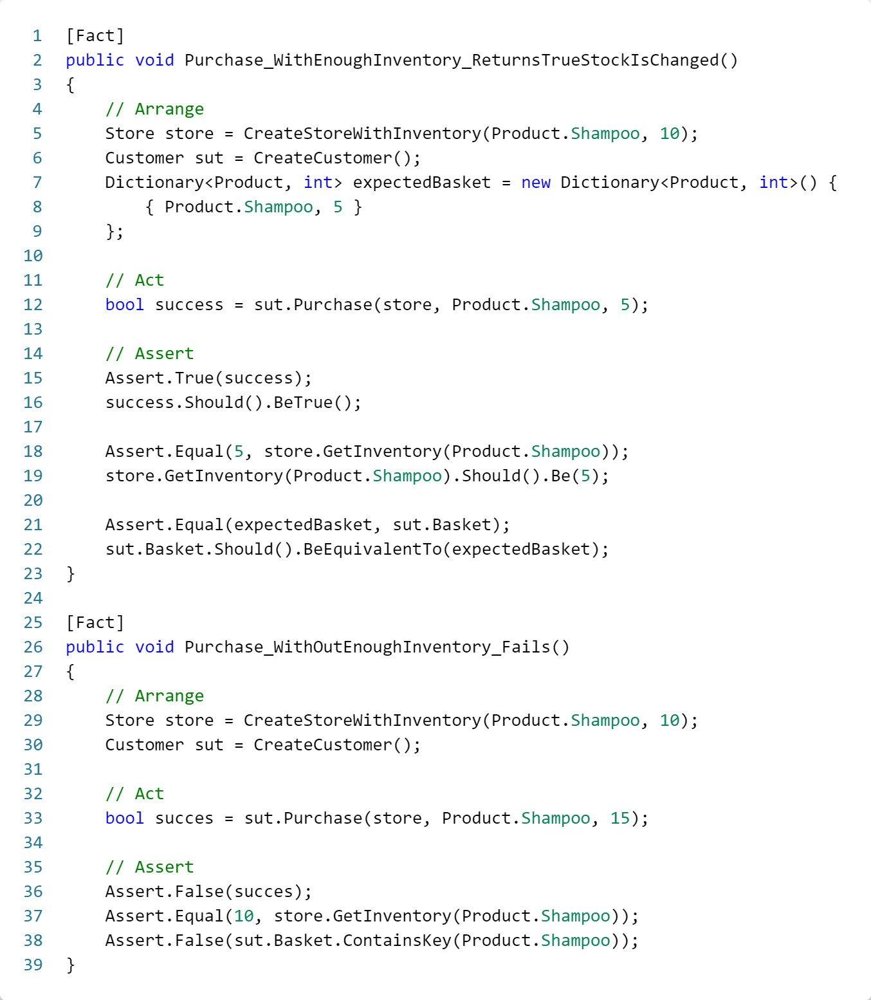 1 [Fact]
2 public void Purchase_WithEnoughInventory_ReturnsTrueStockIsChanged()
3 {
4     // Arrange
5     Store store = CreateStoreWithInventory(Product.Shampoo, 10);
6     Customer sut = CreateCustomer();
7     Dictionary<Product, int> expectedBasket = new Dictionary<Product, int>() {
8         { Product.Shampoo, 5 }
9     };
10
11     // Act
12     bool success = sut.Purchase(store, Product.Shampoo, 5);
13
14     // Assert
15     Assert.True(success);
16     success.Should().BeTrue();
17
18     Assert.Equal(5, store.GetInventory(Product.Shampoo));
19     store.GetInventory(Product.Shampoo).Should().Be(5);
20
21     Assert.Equal(expectedBasket, sut.Basket);
22     sut.Basket.Should().BeEquivalentTo(expectedBasket);
23 }
24
25 [Fact]
26 public void Purchase_WithOutEnoughInventory_Fails()
27 {
28     // Arrange
29     Store store = CreateStoreWithInventory(Product.Shampoo, 10);
30     Customer sut = CreateCustomer();
31
32     // Act
33     bool succes = sut.Purchase(store, Product.Shampoo, 15);
34
35     // Assert
36     Assert.False(succes);
37     Assert.Equal(10, store.GetInventory(Product.Shampoo));
38     Assert.False(sut.Basket.ContainsKey(Product.Shampoo));
39 }